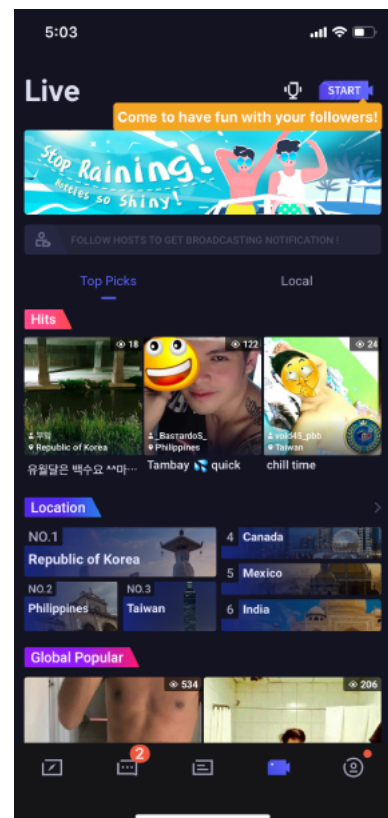 5:03
Live
START
Come to have fun with your followers!
Stop Raining!
Hotties so Shiny!
FOLLOW HOSTS TO GET BROADCASTING NOTIFICATION !
Top Picks
Local
Hits
18
122
24
Republic of Korea
_BasтardoS_
Philippines
void45_pbb
Taiwan
유월달은 백수요 ^^마…
Tambay 💦 quick
chill time
Location
NO.1
Republic of Korea
NO.2
Philippines
NO.3
Taiwan
4 Canada
5 Mexico
6 India
Global Popular
534
206
2